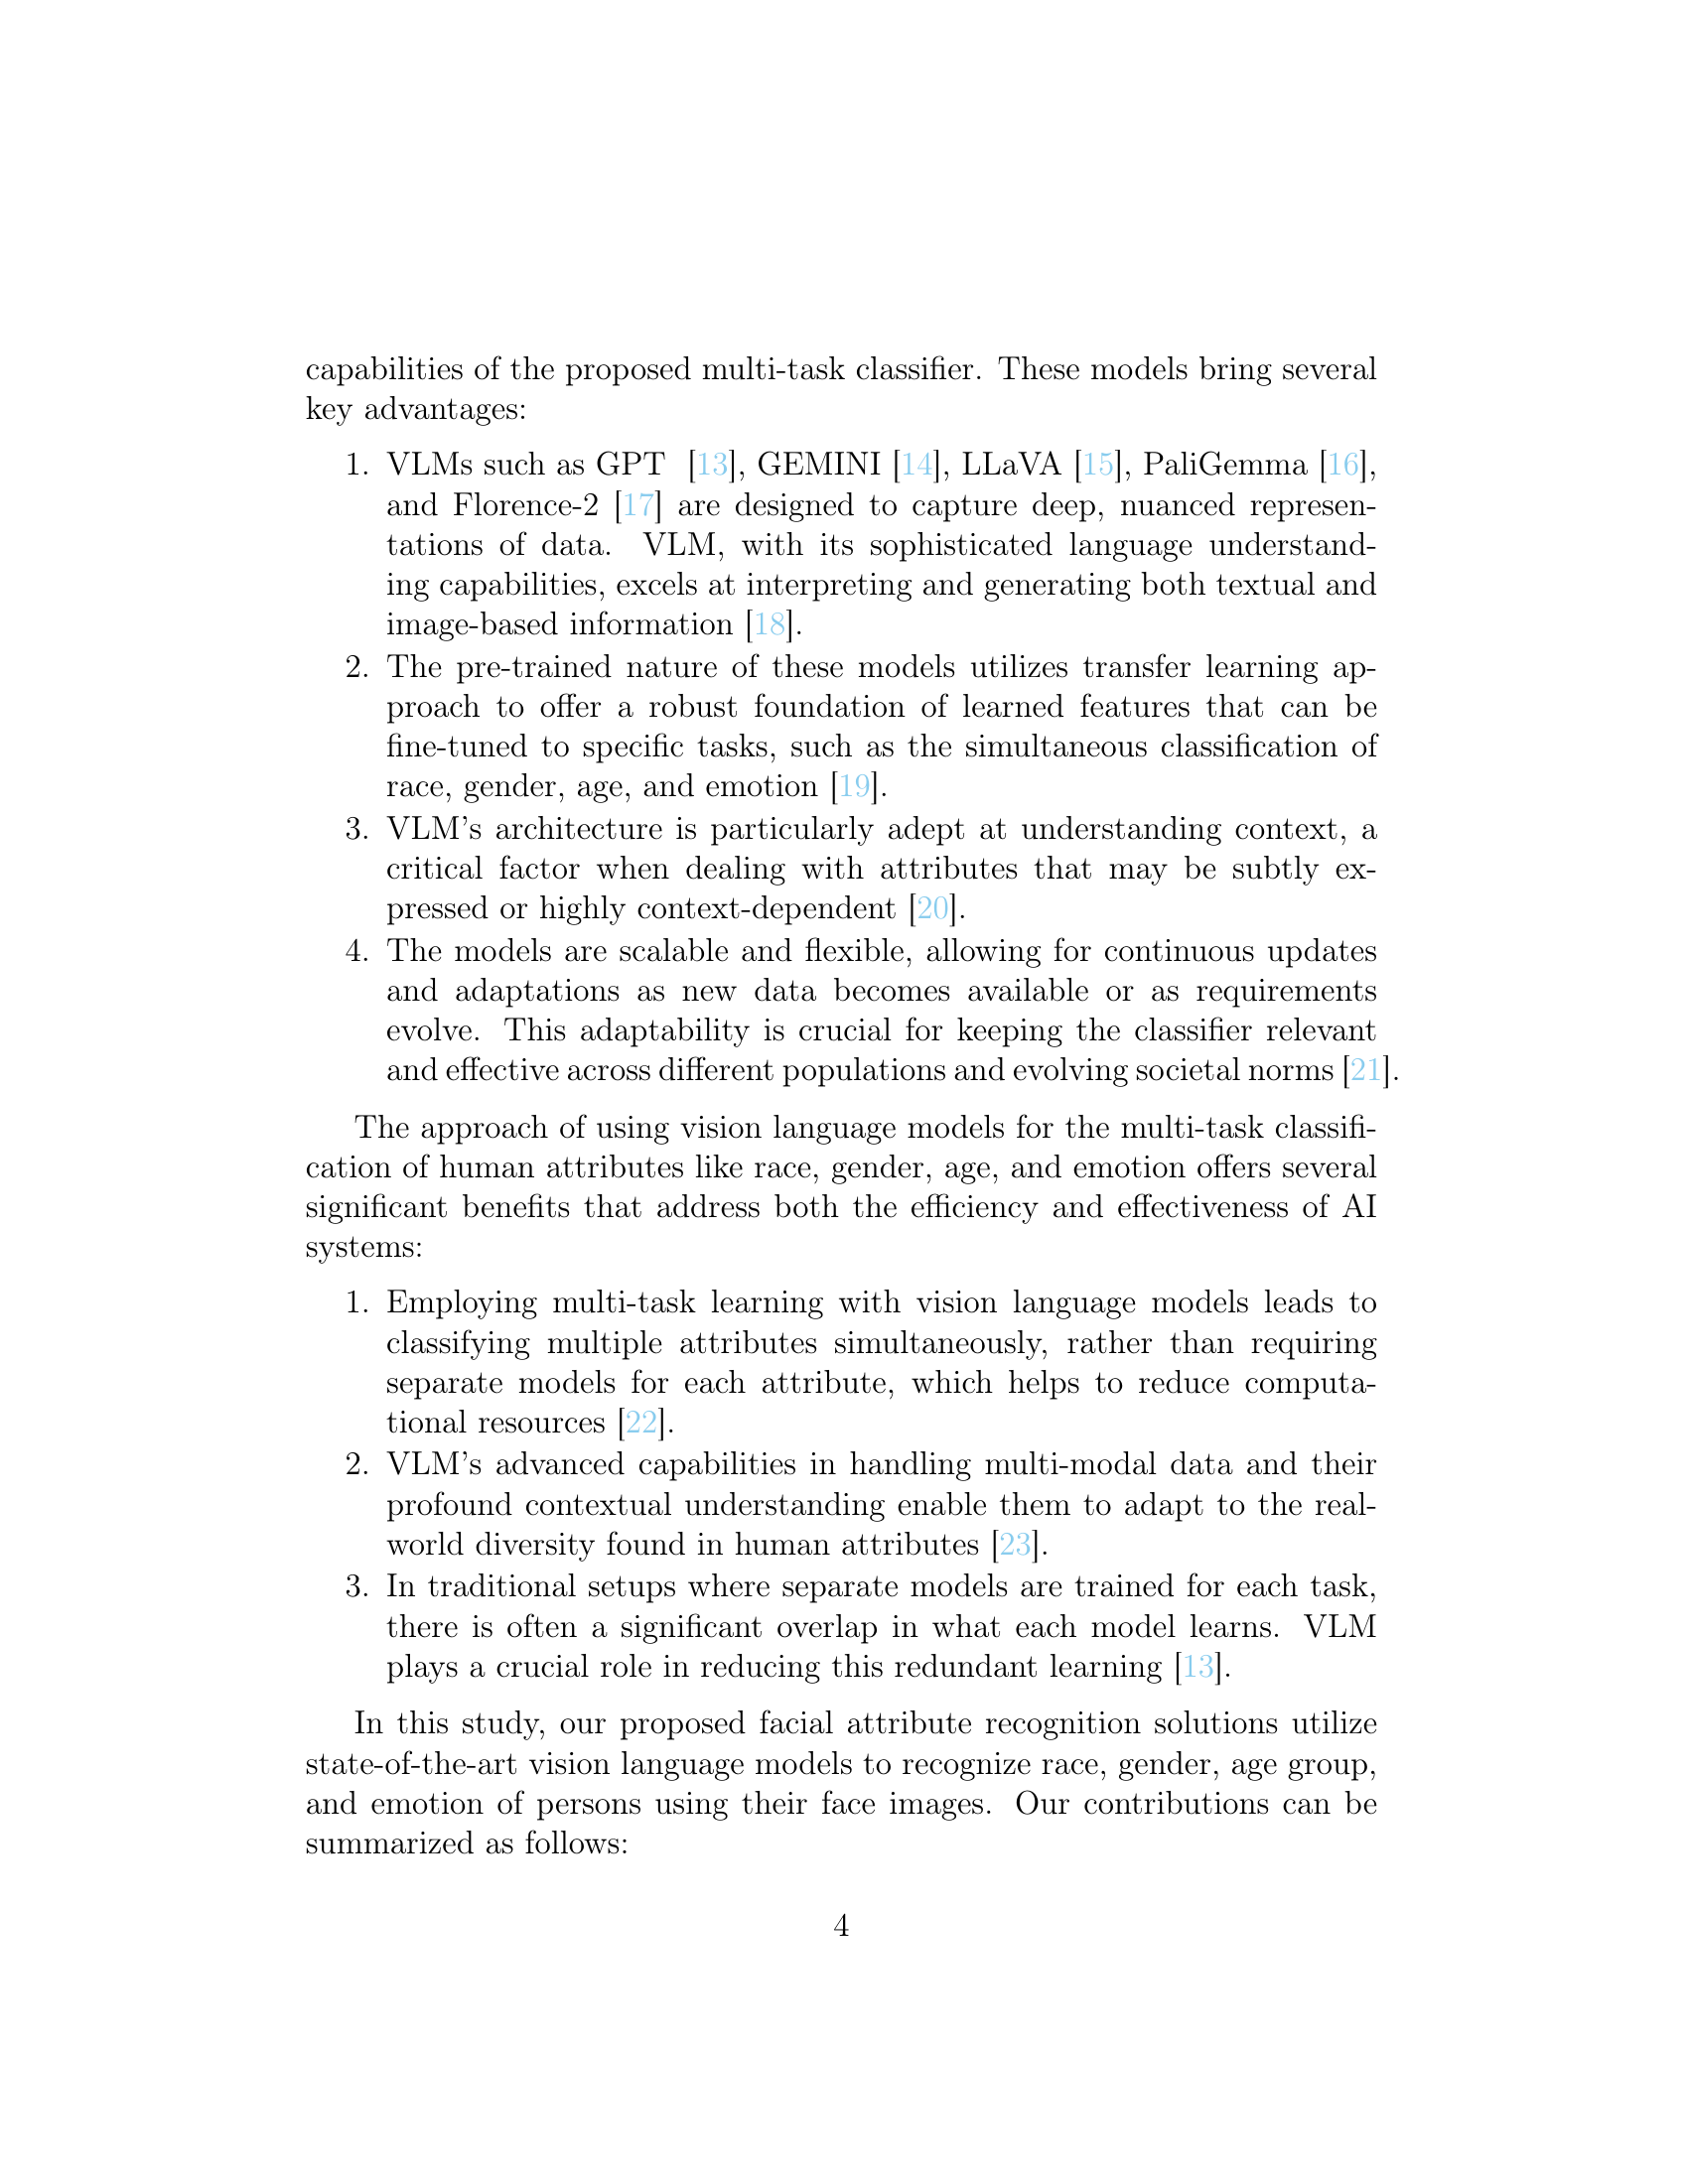 capabilities of the proposed multi-task classifier. These models bring several
key advantages:
1. VLMs such as GPT [13], GEMINI [14], LLaVA [15], PaliGemma [16],
and Florence-2 [17] are designed to capture deep, nuanced represen-
tations of data. VLM, with its sophisticated language understand-
ing capabilities, excels at interpreting and generating both textual and
image-based information [18].
2. The pre-trained nature of these models utilizes transfer learning ap-
proach to offer a robust foundation of learned features that can be
fine-tuned to specific tasks, such as the simultaneous classification of
race, gender, age, and emotion [19].
3. VLM's architecture is particularly adept at understanding context, a
critical factor when dealing with attributes that may be subtly ex-
pressed or highly context-dependent [20].
4. The models are scalable and flexible, allowing for continuous updates
and adaptations as new data becomes available or as requirements
evolve. This adaptability is crucial for keeping the classifier relevant
and effective across different populations and evolving societal norms [21].
The approach of using vision language models for the multi-task classifi-
cation of human attributes like race, gender, age, and emotion offers several
significant benefits that address both the efficiency and effectiveness of AI
systems:
1. Employing multi-task learning with vision language models leads to
classifying multiple attributes simultaneously, rather than requiring
separate models for each attribute, which helps to reduce computa-
tional resources [22].
2. VLM's advanced capabilities in handling multi-modal data and their
profound contextual understanding enable them to adapt to the real-
world diversity found in human attributes [23].
3. In traditional setups where separate models are trained for each task,
there is often a significant overlap in what each model learns. VLM
plays a crucial role in reducing this redundant learning [13].
In this study, our proposed facial attribute recognition solutions utilize
state-of-the-art vision language models to recognize race, gender, age group,
and emotion of persons using their face images. Our contributions can be
summarized as follows:
4